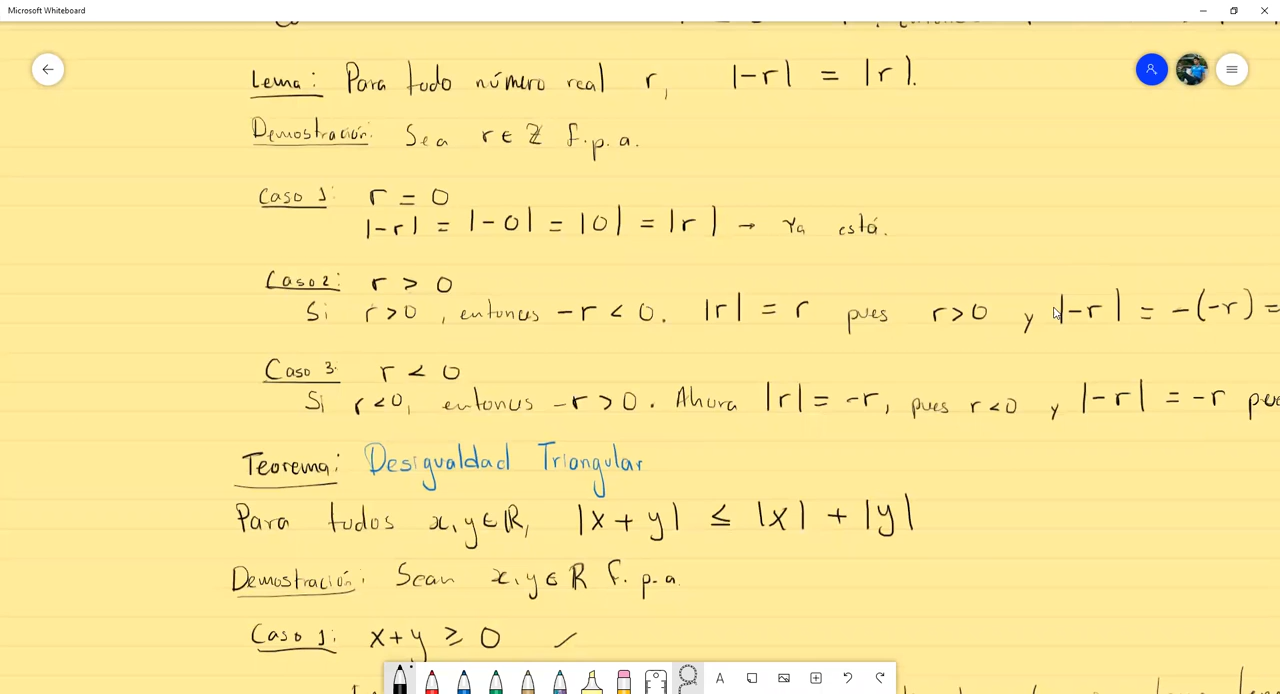 Microsoft Whiteboard
Lema: Para todo número real r, |-r| = |r|.
Demostración: Sea r ∈ ℤ f.p.a.
Caso 1: r = 0
|-r| = |-0| = |0| = |r| → Ya está.
Caso 2: r > 0
Si r > 0, entonces -r < 0. |r| = r pues r > 0 y |-r| = -(-r) =
Caso 3: r < 0
Si r < 0, entonces -r > 0. Ahora |r| = -r, pues r < 0 y |-r| = -r pue
Teorema: Desigualdad Triangular
Para todos x, y ∈ ℝ, |x + y| ≤ |x| + |y|
Demostración: Sean x, y ∈ ℝ f.p.a.
Caso 1: x + y ≥ 0
A